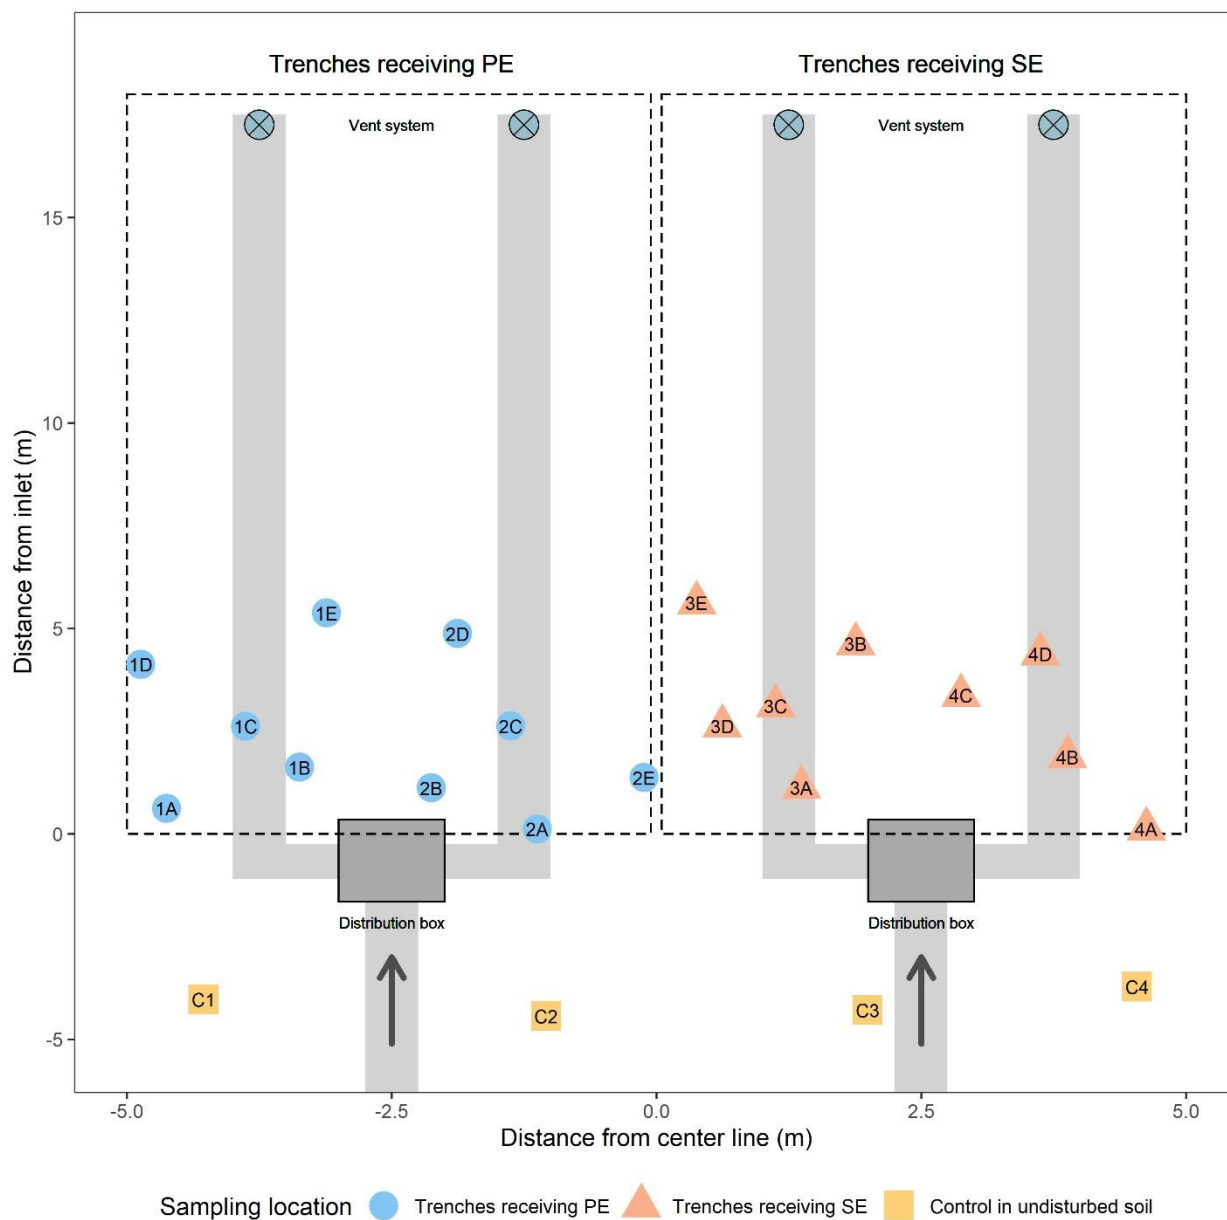 Trenches receiving PE
Trenches receiving SE
Vent system
Vent system
15
10
5
0
-5
Distance from inlet (m)
3E
1E
2D
3B
4D
1D
4C
3C
1C
2C
3D
4B
1B
2E
2B
3A
1A
2A
4A
Distribution box
Distribution box
C1
C2
C3
C4
-5.0
-2.5
0.0
2.5
5.0
Distance from center line (m)
Sampling location
Trenches receiving PE
Trenches receiving SE
Control in undisturbed soil